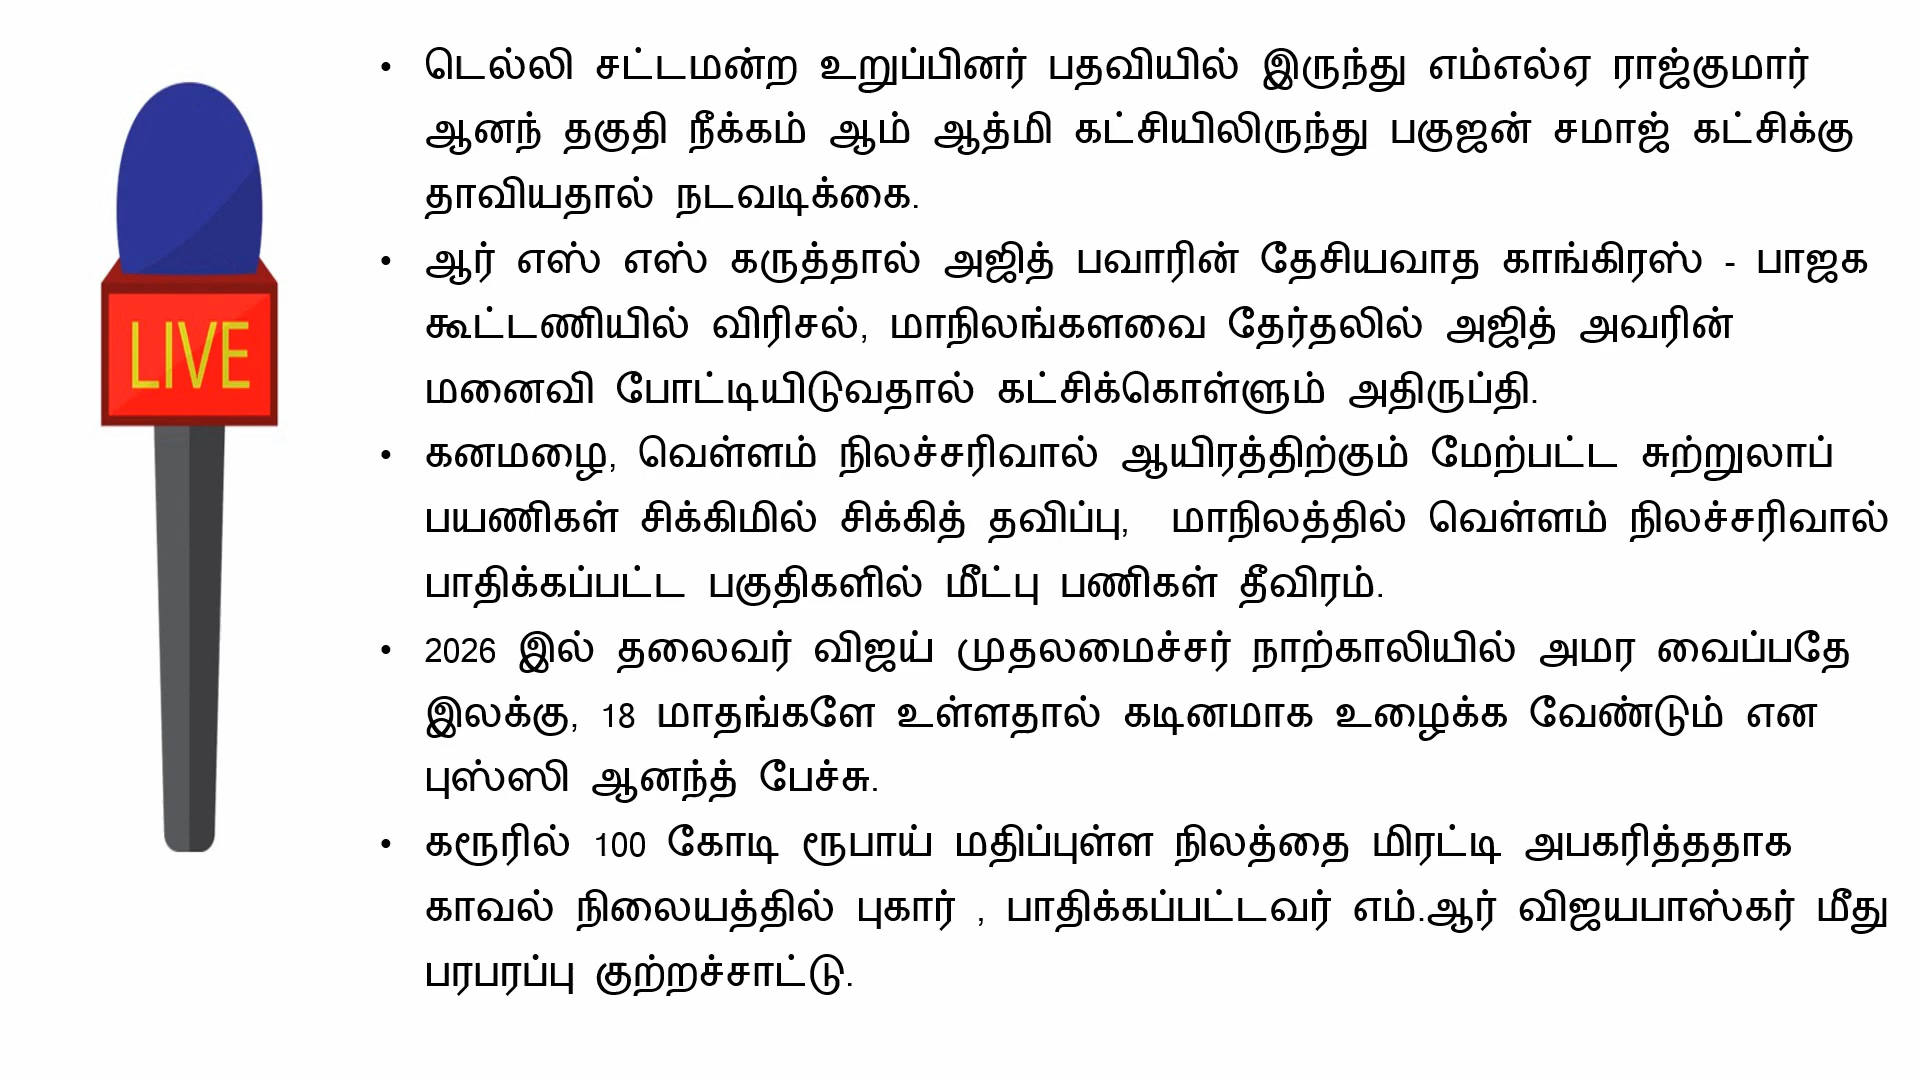 LIVE
• டெல்லி சட்டமன்ற உறுப்பினர் பதவியில் இருந்து எம்எல்ஏ ராஜ்குமார்
ஆனந் தகுதி நீக்கம் ஆம் ஆத்மி கட்சியிலிருந்து பகுஜன் சமாஜ் கட்சிக்கு
தாவியதால் நடவடிக்கை.
• ஆர் எஸ் எஸ் கருத்தால் அஜித் பவாரின் தேசியவாத காங்கிரஸ் - பாஜக
கூட்டணியில் விரிசல், மாநிலங்களவை தேர்தலில் அஜித் அவரின்
மனைவி போட்டியிடுவதால் கட்சிக்கொள்ளும் அதிருப்தி.
• கனமழை, வெள்ளம் நிலச்சரிவால் ஆயிரத்திற்கும் மேற்பட்ட சுற்றுலாப்
பயணிகள் சிக்கிமில் சிக்கித் தவிப்பு, மாநிலத்தில் வெள்ளம் நிலச்சரிவால்
பாதிக்கப்பட்ட பகுதிகளில் மீட்பு பணிகள் தீவிரம்.
• 2026 இல் தலைவர் விஜய் முதலமைச்சர் நாற்காலியில் அமர வைப்பதே
இலக்கு, 18 மாதங்களே உள்ளதால் கடினமாக உழைக்க வேண்டும் என
புஸ்ஸி ஆனந்த் பேச்சு.
• கரூரில் 100 கோடி ரூபாய் மதிப்புள்ள நிலத்தை மிரட்டி அபகரித்ததாக
காவல் நிலையத்தில் புகார் , பாதிக்கப்பட்டவர் எம்.ஆர் விஜயபாஸ்கர் மீது
பரபரப்பு குற்றச்சாட்டு.